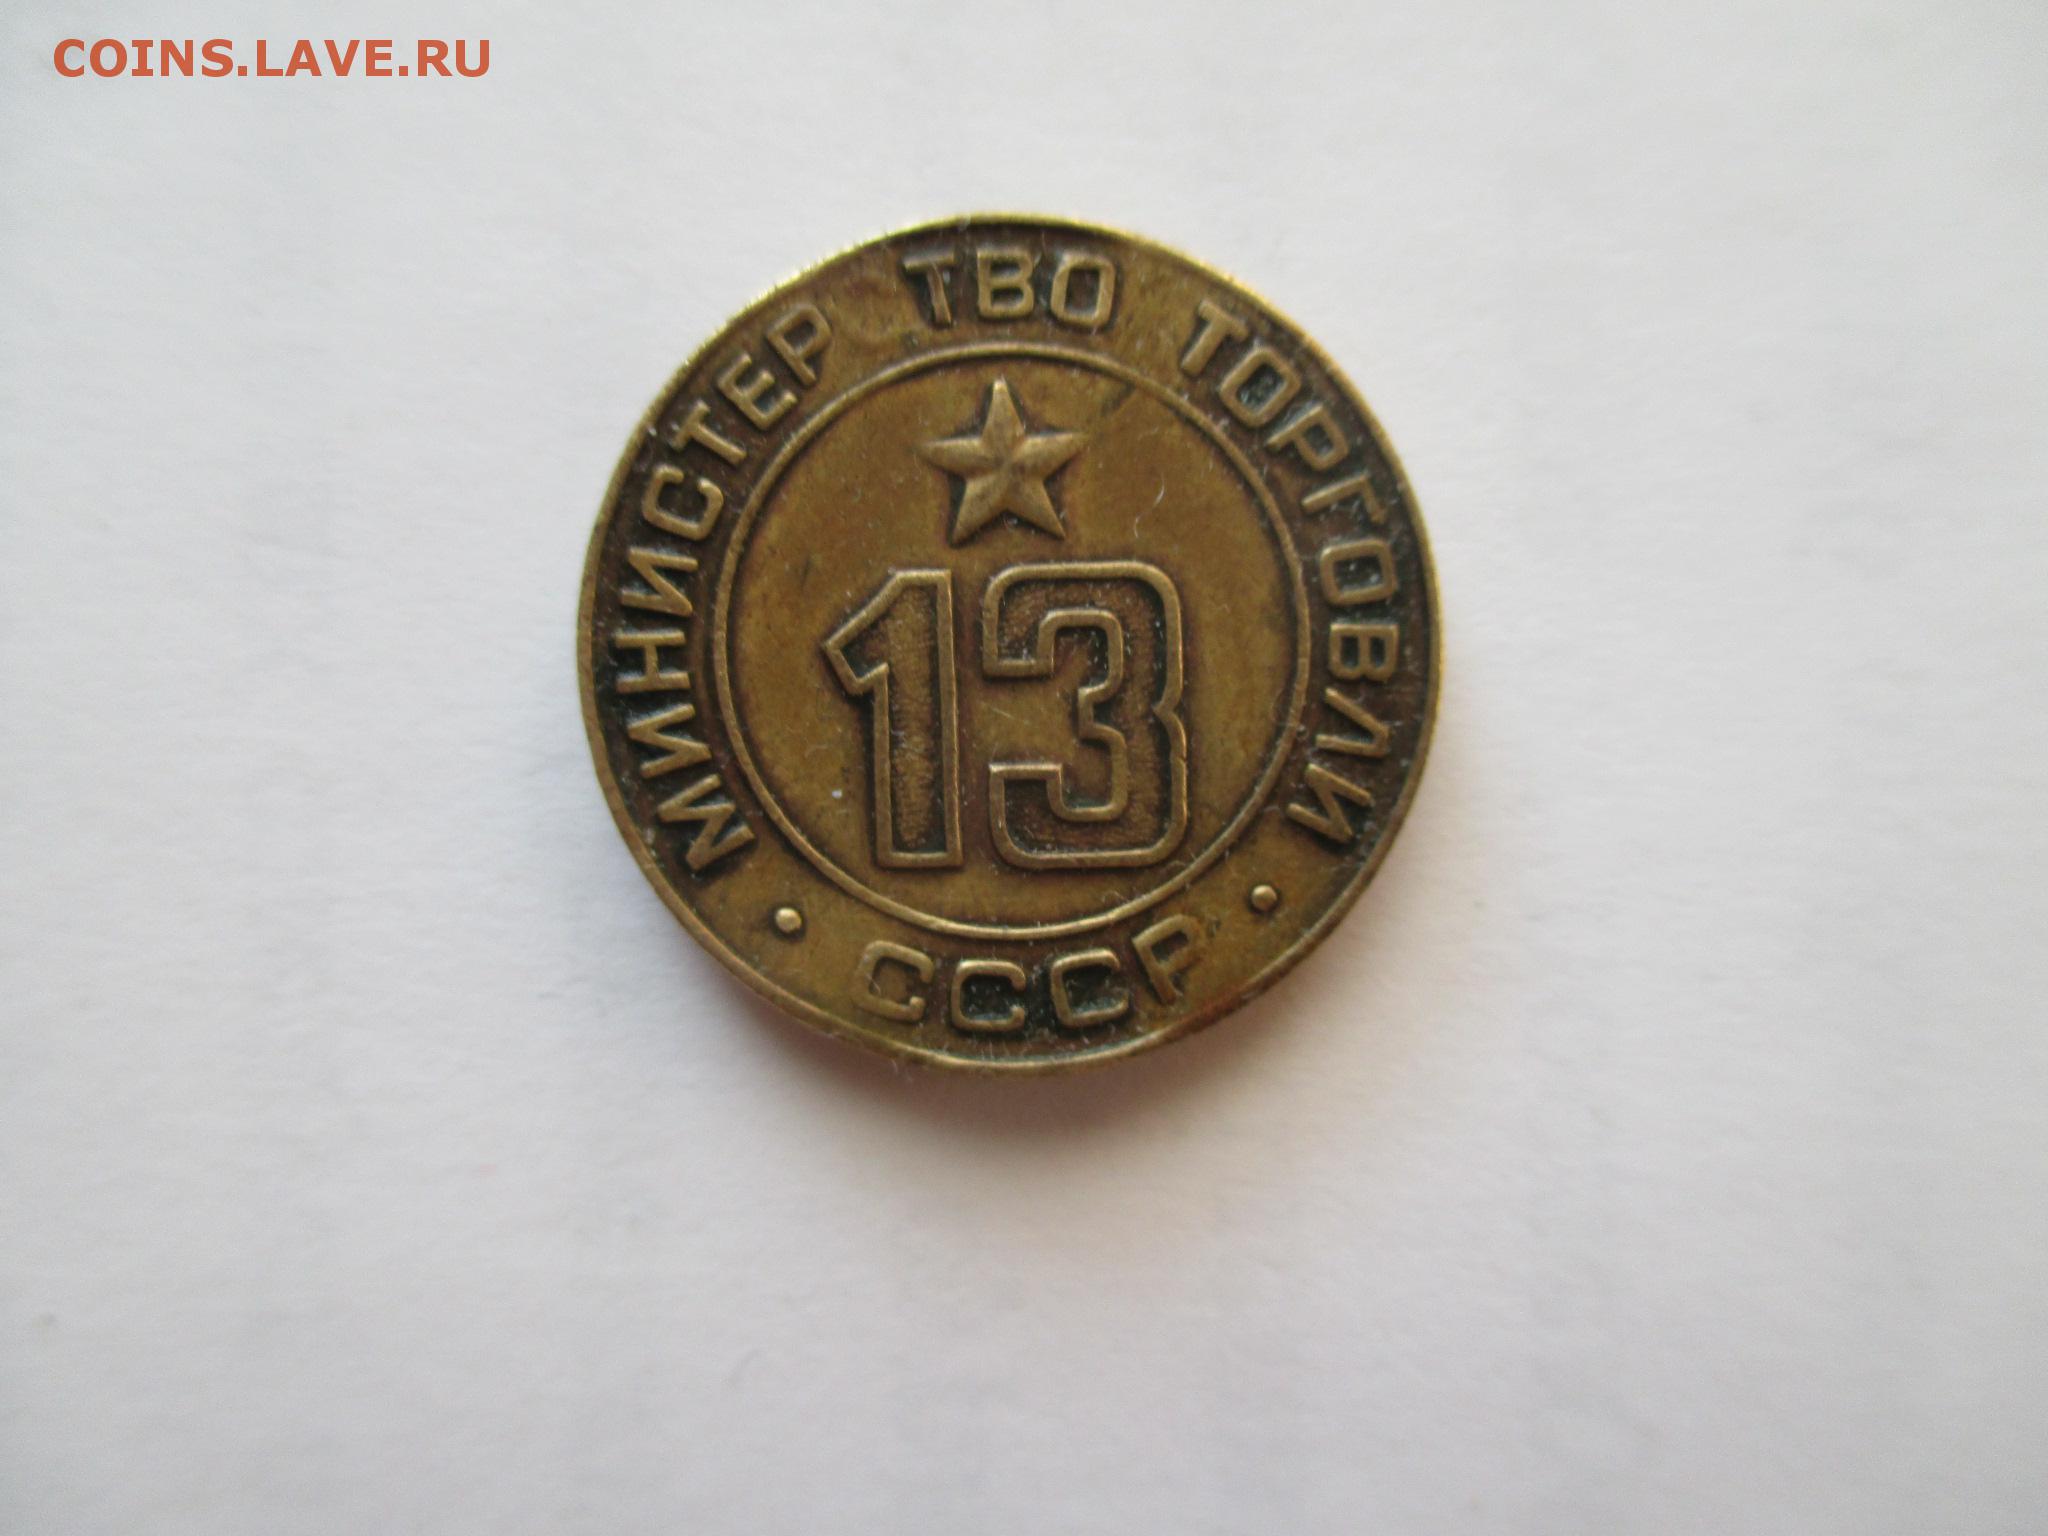 COINS.LAVE.RU
МИНИСТЕР ТВО ТОРГОВЛИ
13
• СССР •